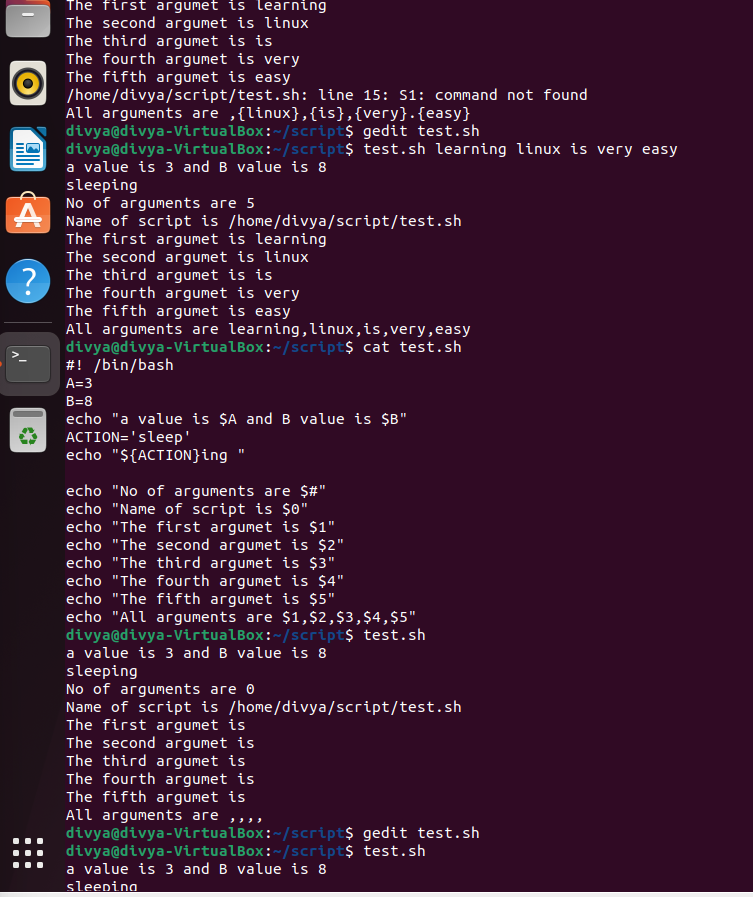 The first argumet is learning
The second argumet is linux
The third argumet is is
The fourth argumet is very
The fifth argumet is easy
/home/divya/script/test.sh: line 15: S1: command not found
All arguments are ,{linux},{is},{very}.{easy}
divya@divya-VirtualBox:~/script$ gedit test.sh
divya@divya-VirtualBox:~/script$ test.sh learning linux is very easy
a value is 3 and B value is 8
sleeping
No of arguments are 5
Name of script is /home/divya/script/test.sh
The first argumet is learning
The second argumet is linux
The third argumet is is
The fourth argumet is very
The fifth argumet is easy
All arguments are learning,linux,is,very,easy
divya@divya-VirtualBox:~/script$ cat test.sh
#! /bin/bash
A=3
B=8
echo "a value is $A and B value is $B"
ACTION='sleep'
echo "${ACTION}ing "
echo "No of arguments are $#"
echo "Name of script is $0"
echo "The first argumet is $1"
echo "The second argumet is $2"
echo "The third argumet is $3"
echo "The fourth argumet is $4"
echo "The fifth argumet is $5"
echo "All arguments are $1,$2,$3,$4,$5"
divya@divya-VirtualBox:~/script$ test.sh
a value is 3 and B value is 8
sleeping
No of arguments are 0
Name of script is /home/divya/script/test.sh
The first argumet is
The second argumet is
The third argumet is
The fourth argumet is
The fifth argumet is
All arguments are ,,,,
divya@divya-VirtualBox:~/script$ gedit test.sh
divya@divya-VirtualBox:~/script$ test.sh
a value is 3 and B value is 8
sleeping